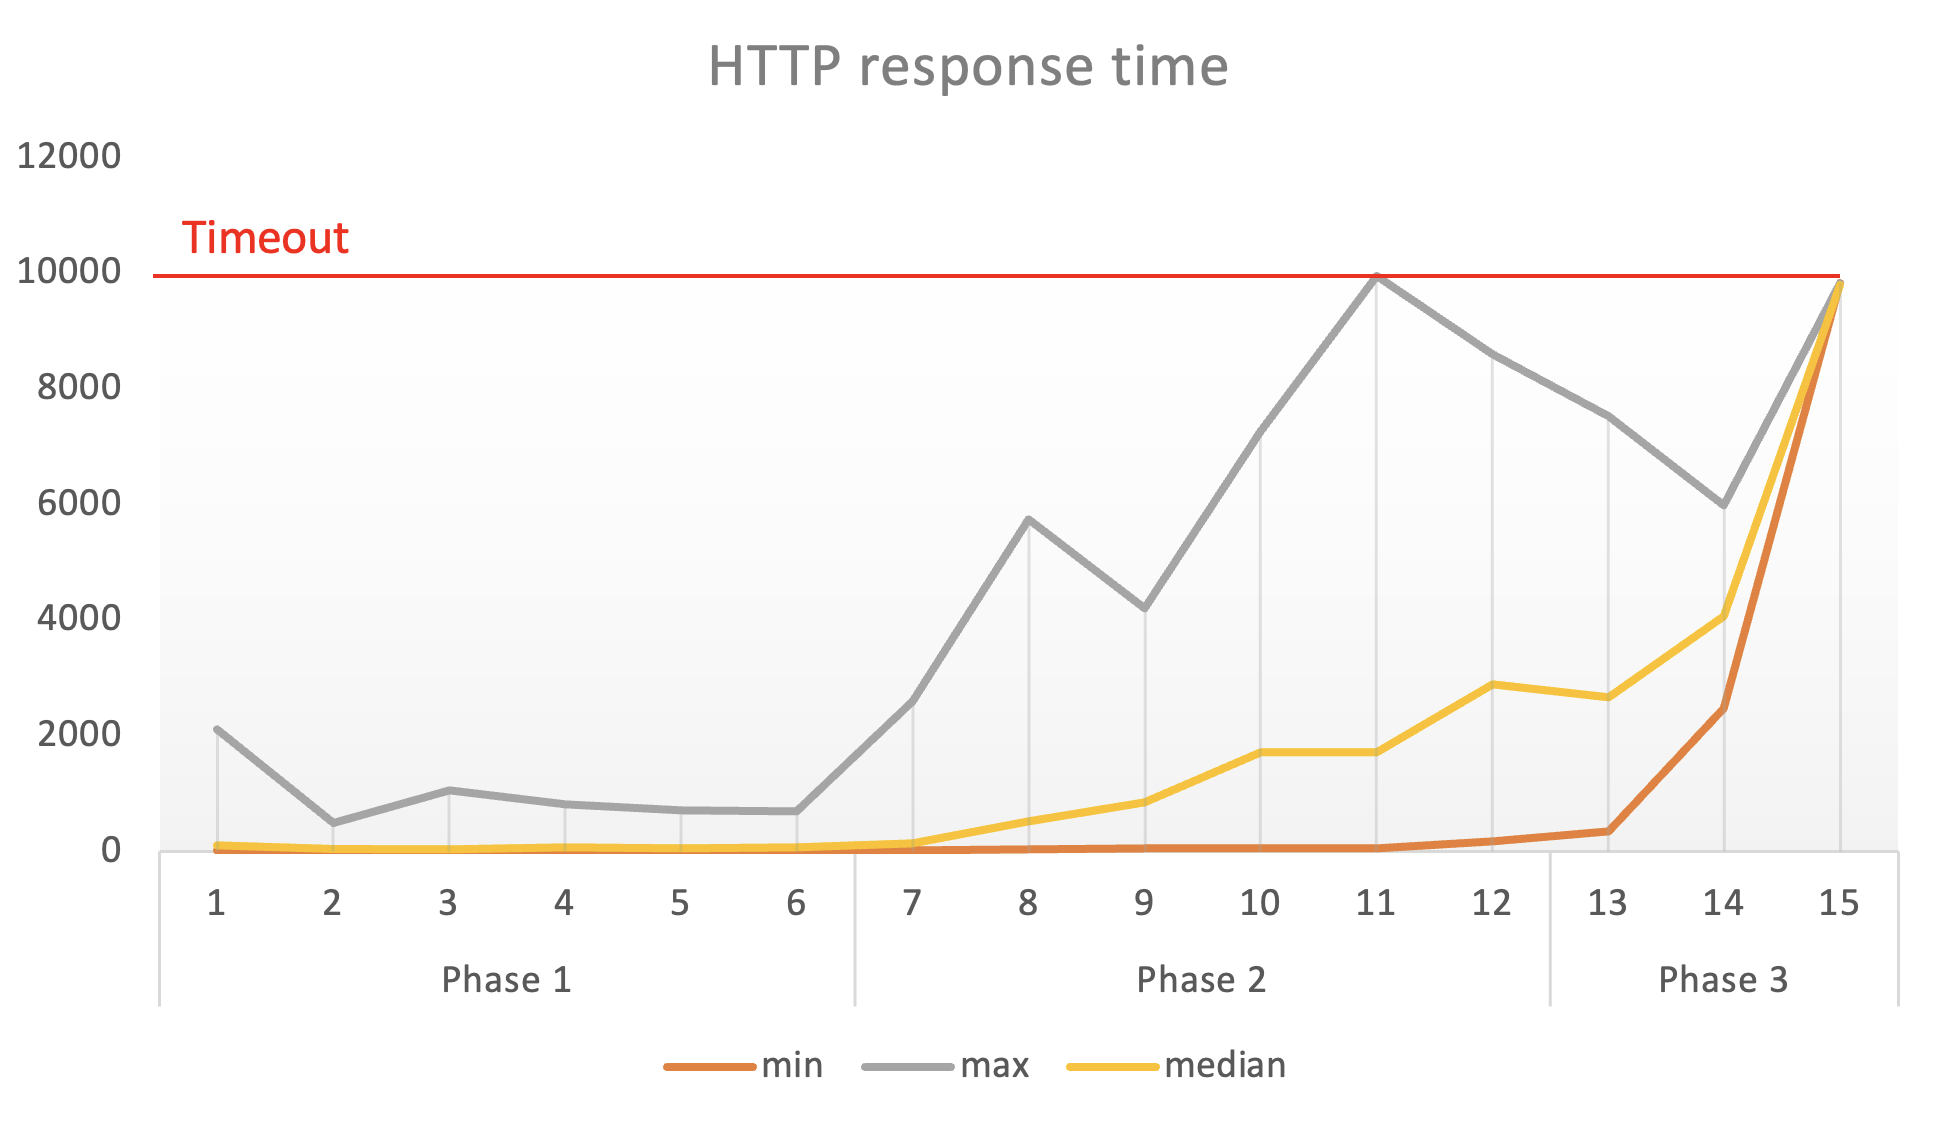 HTTP response time
12000
Timeout
10000
8000
6000
4000
2000
0
1 2 3 4 5 6 7 8 9 10 11 12 13 14 15
Phase 1 Phase 2 Phase 3
min max median